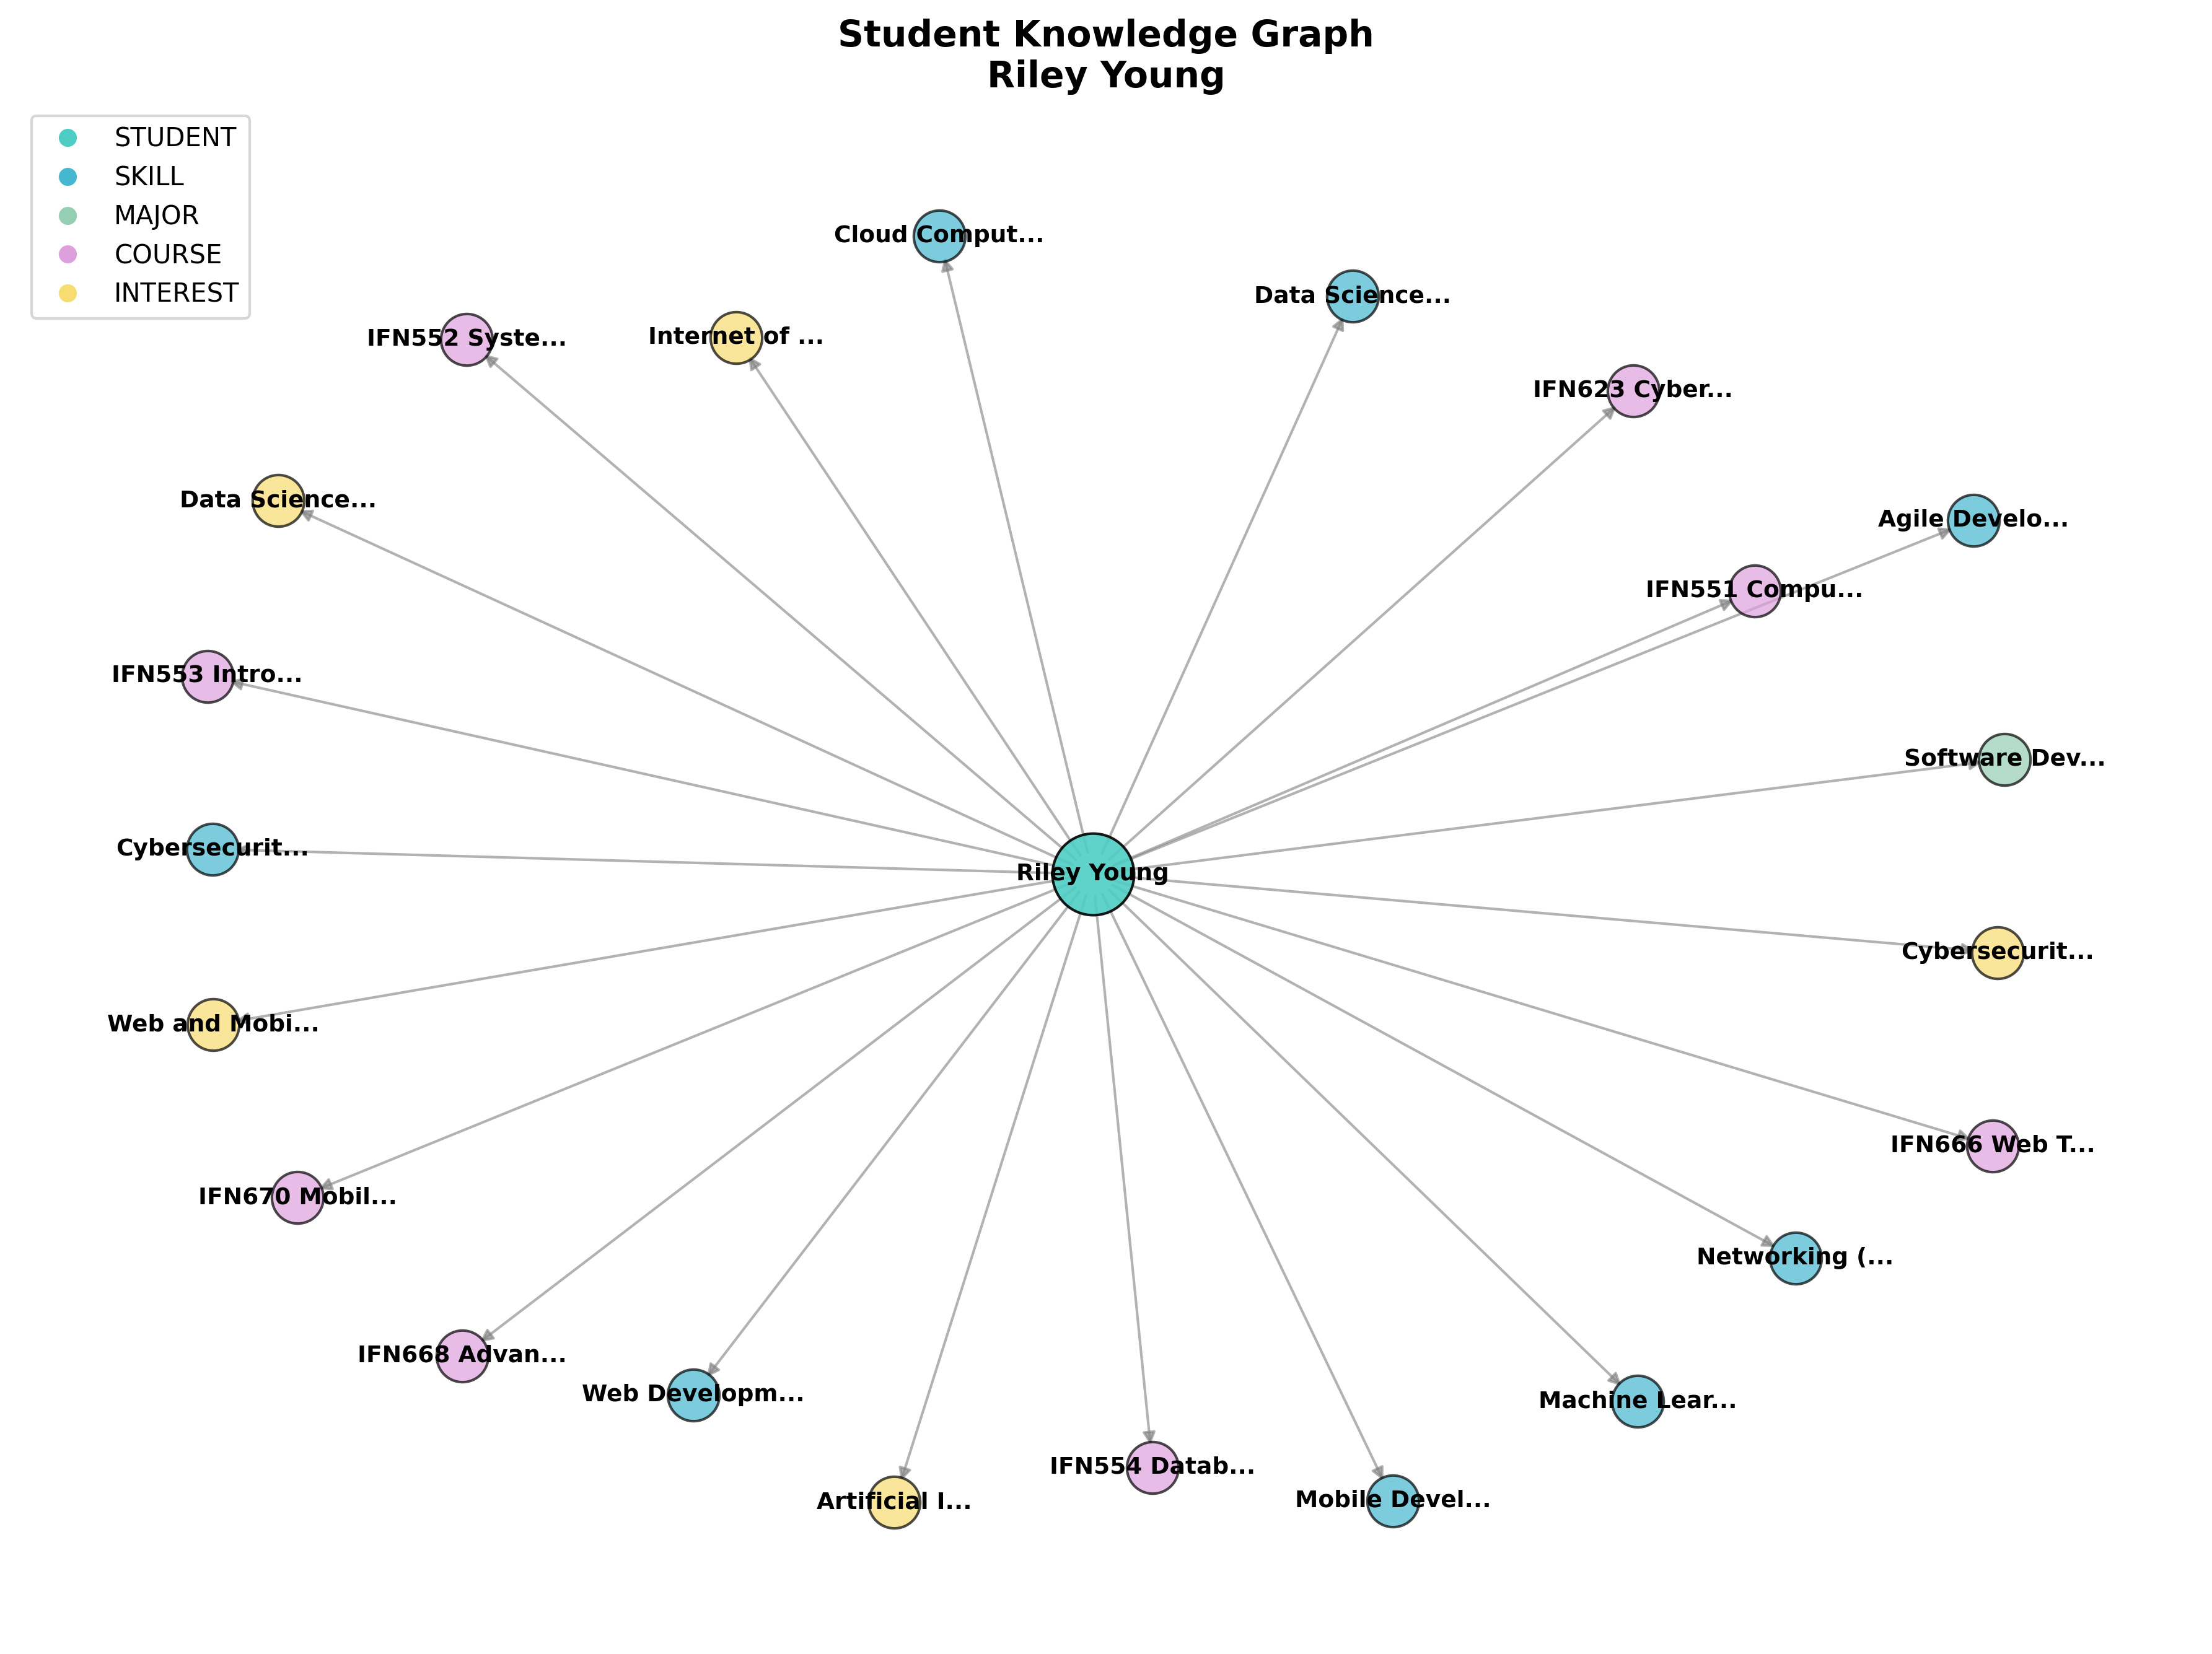 Student Knowledge Graph
Riley Young
STUDENT
SKILL
MAJOR
COURSE
INTEREST
Cloud Comput...
Data Science...
IFN552 Syste...
Internet of ...
IFN623 Cyber...
Data Science...
Agile Develo...
IFN551 Compu...
IFN553 Intro...
Software Dev...
Cybersecurit...
Riley Young
Cybersecurit...
Web and Mobi...
IFN666 Web T...
IFN670 Mobil...
Networking (...
IFN668 Advan...
Web Developm...
Machine Lear...
IFN554 Datab...
Artificial I...
Mobile Devel...